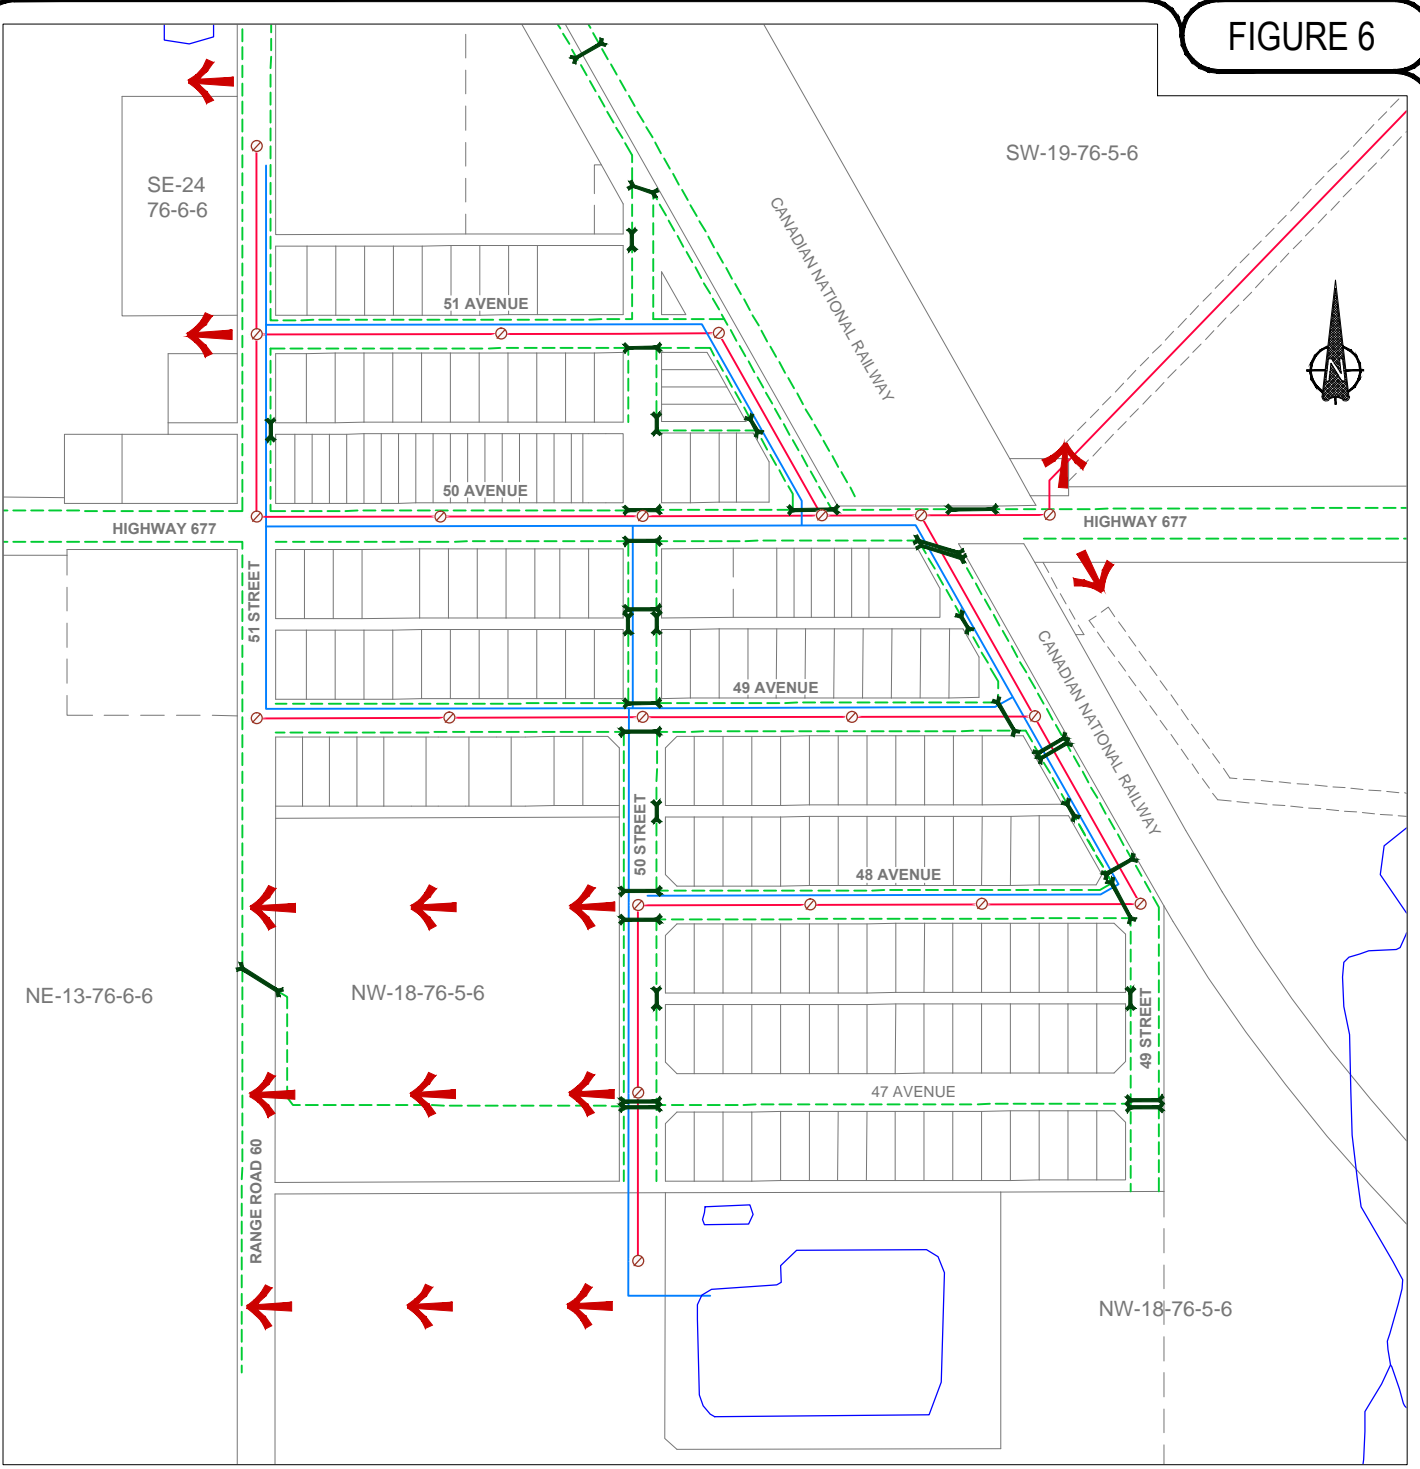 FIGURE 6
SW-19-76-5-6
SE-24
76-6-6
CANADIAN NATIONAL RAILWAY
51 AVENUE
N
50 AVENUE
HIGHWAY 677
HIGHWAY 677
51 STREET
CANADIAN NATIONAL RAILWAY
49 AVENUE
50 STREET
48 AVENUE
NE-13-76-6-6
NW-18-76-5-6
49 STREET
47 AVENUE
RANGE ROAD 60
NW-18-76-5-6